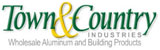 Town&Country
INDUSTRIES
Wholesale Aluminum and Building Products